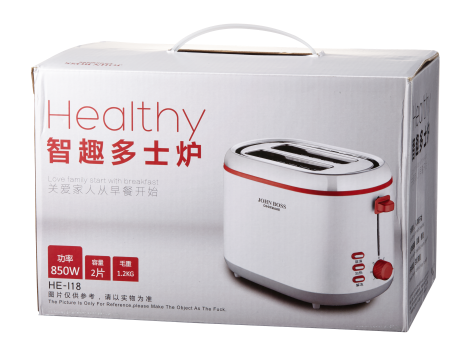 Healthy
智趣多士炉
Love family start with breakfast
关爱家人从早餐开始
JOHN BOSS
功率
850W
容量
2片
毛重
1.2KG
HE-I18
图片仅供参考，请以实物为准
The Picture Is Only For Reference,please Make The Object As The Fack.